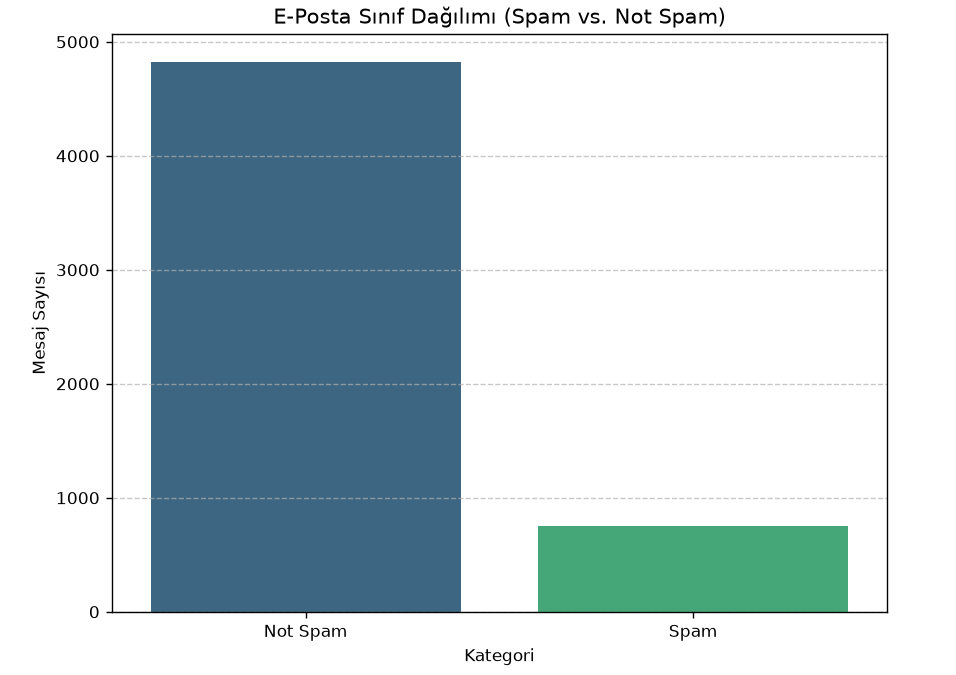 E-Posta Sınıf Dağılımı (Spam vs. Not Spam)
5000
4000
3000
2000
1000
0
Mesaj Sayısı
Not Spam
Spam
Kategori